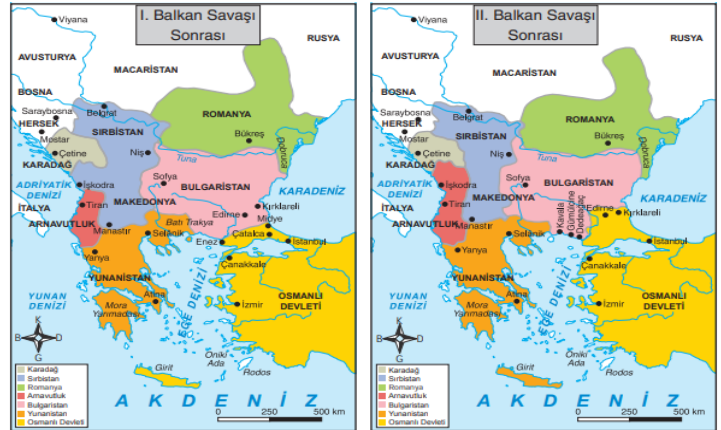 I. Balkan Savaşı
Sonrası
Viyana
RUSYA
AVUSTURYA
MACARİSTAN
BOSNA
Saraybosna
HERSEK
Mostar
Belgrat
SIRBİSTAN
ROMANYA
Bükreş
Dobruca
Çetine
KARADAĞ
Niş
Tuna
ADRİYATİK
DENİZİ
İşkodra
Sofya
BULGARİSTAN
KARADENİZ
İTALYA
Tiran
MAKEDONYA
Kırklareli
Edirne
Midye
ARNAVUTLUK
Manastır
Batı Trakya
Çatalca
Selânik
Enez
İstanbul
Yanya
Çanakkale
YUNANİSTAN
EGE DENİZİ
OSMANLI
DEVLETİ
YUNAN
DENİZİ
Mora
Yarımadası
Atina
İzmir
K
B
D
G
Oniki
Ada
Girit
Rodos
Karadağ
Sırbistan
Romanya
Arnavutluk
Bulgaristan
Yunanistan
Osmanlı Devleti
AKDENİZ
0 250 500 km
II. Balkan Savaşı
Sonrası
Viyana
RUSYA
AVUSTURYA
MACARİSTAN
BOSNA
Saraybosna
HERSEK
Mostar
Belgrat
SIRBİSTAN
ROMANYA
Bükreş
Dobruca
Çetine
KARADAĞ
Niş
Tuna
ADRİYATİK
DENİZİ
İşkodra
Sofya
BULGARİSTAN
KARADENİZ
İTALYA
Tiran
MAKEDONYA
Kavala
Gümülcine
Dedeağaç
Edirne
Kırklareli
ARNAVUTLUK
Manastır
Selânik
İstanbul
Yanya
Çanakkale
YUNANİSTAN
EGE DENİZİ
OSMANLI
DEVLETİ
YUNAN
DENİZİ
Mora
Yarımadası
Atina
İzmir
K
B
D
G
Oniki
Ada
Girit
Rodos
Karadağ
Sırbistan
Romanya
Arnavutluk
Bulgaristan
Yunanistan
Osmanlı Devleti
AKDENİZ
0 250 500 km